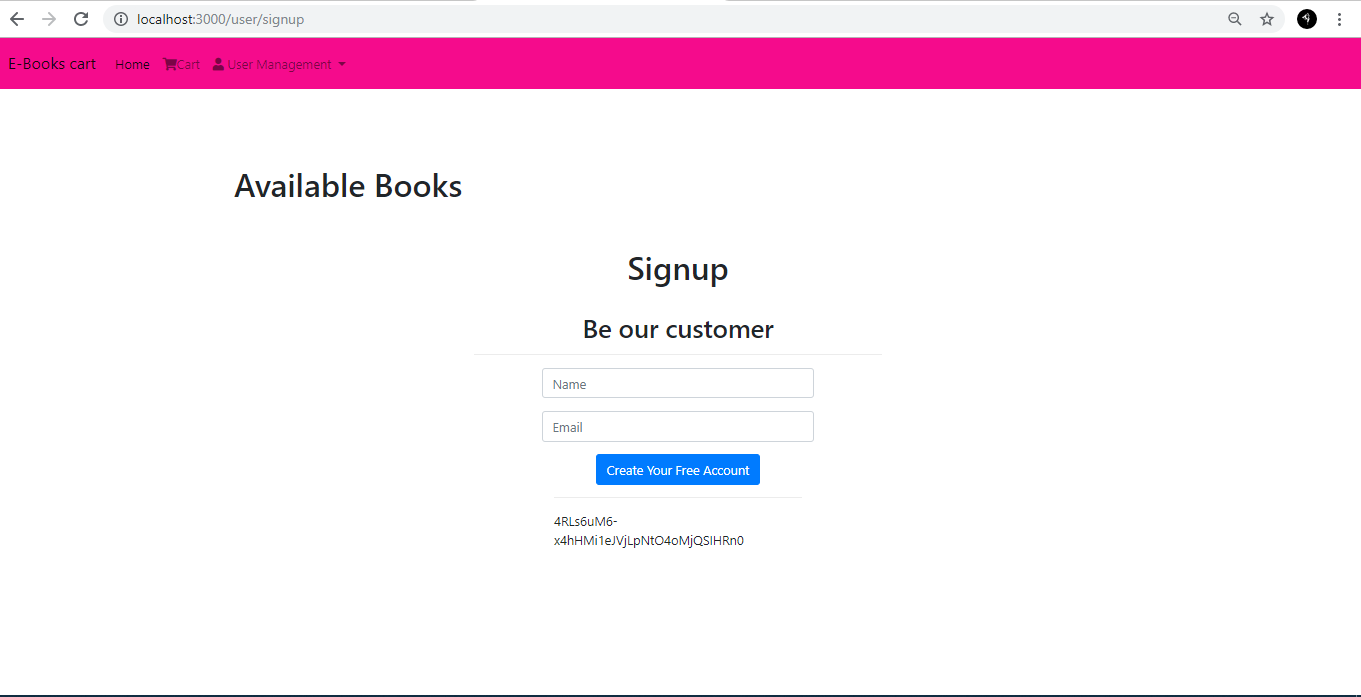 localhost:3000/user/signup
E-Books cart Home Cart User Management
Available Books
Signup
Be our customer
Name
Email
Create Your Free Account
4RLs6uM6-
x4hHMi1eJVjLpNtO4oMjQSIHRn0